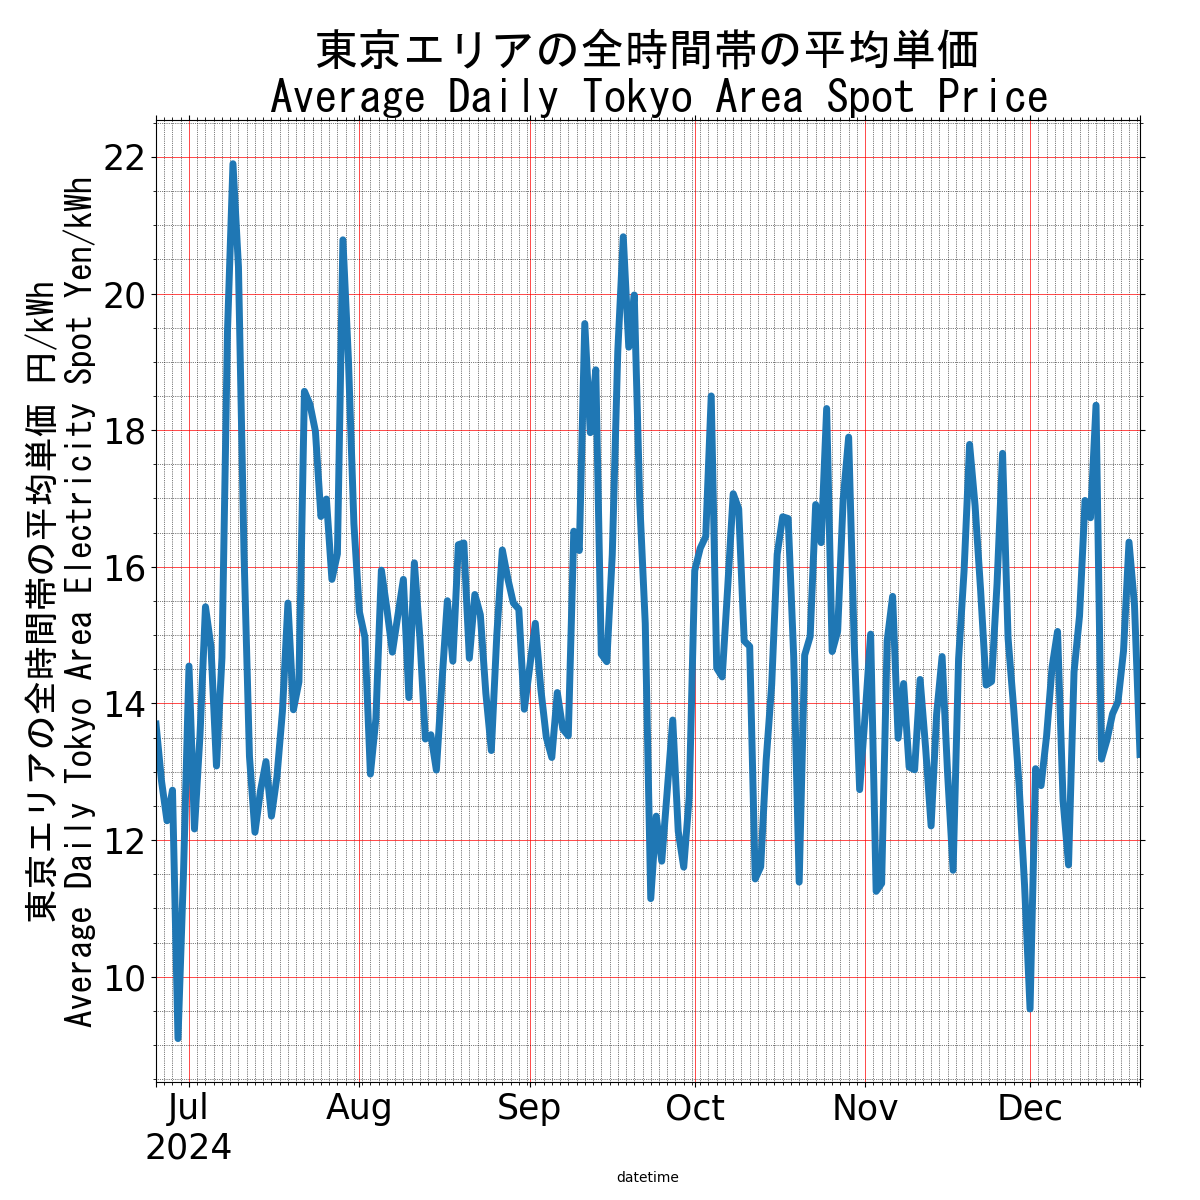 東京エリアの全時間帯の平均単価
Average Daily Tokyo Area Spot Price
東京エリアの全時間帯の平均単価 円/kWh
Average Daily Tokyo Area Electricity Spot Yen/kWh
22
20
18
16
14
12
10
Jul
2024
Aug
Sep
Oct
Nov
Dec
datetime